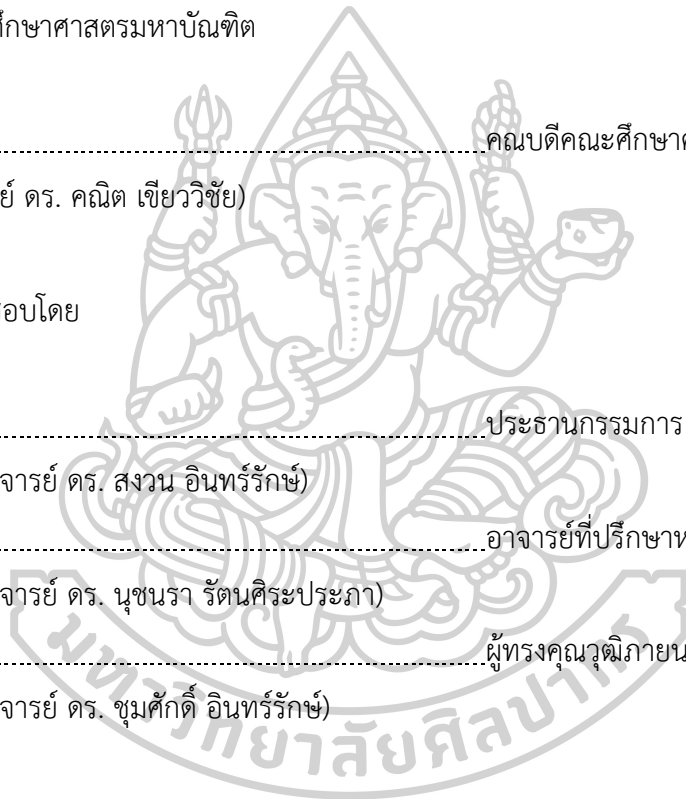 ศึกษาศาสตรมหาบัณฑิต
คณบดีคณะศึกษาศ
ย์ ดร. คณิต เขียววิชัย)
อบโดย
ประธานกรรมการ
จารย์ ดร. สงวน อินทร์รักษ์)
อาจารย์ที่ปรึกษาห
จารย์ ดร. นุชนรา รัตนศิระประภา)
ผู้ทรงคุณวุฒิภายน
จารย์ ดร. ชุมศักดิ์ อินทร์รักษ์)
มหาวิทยาลัยศิลปากร